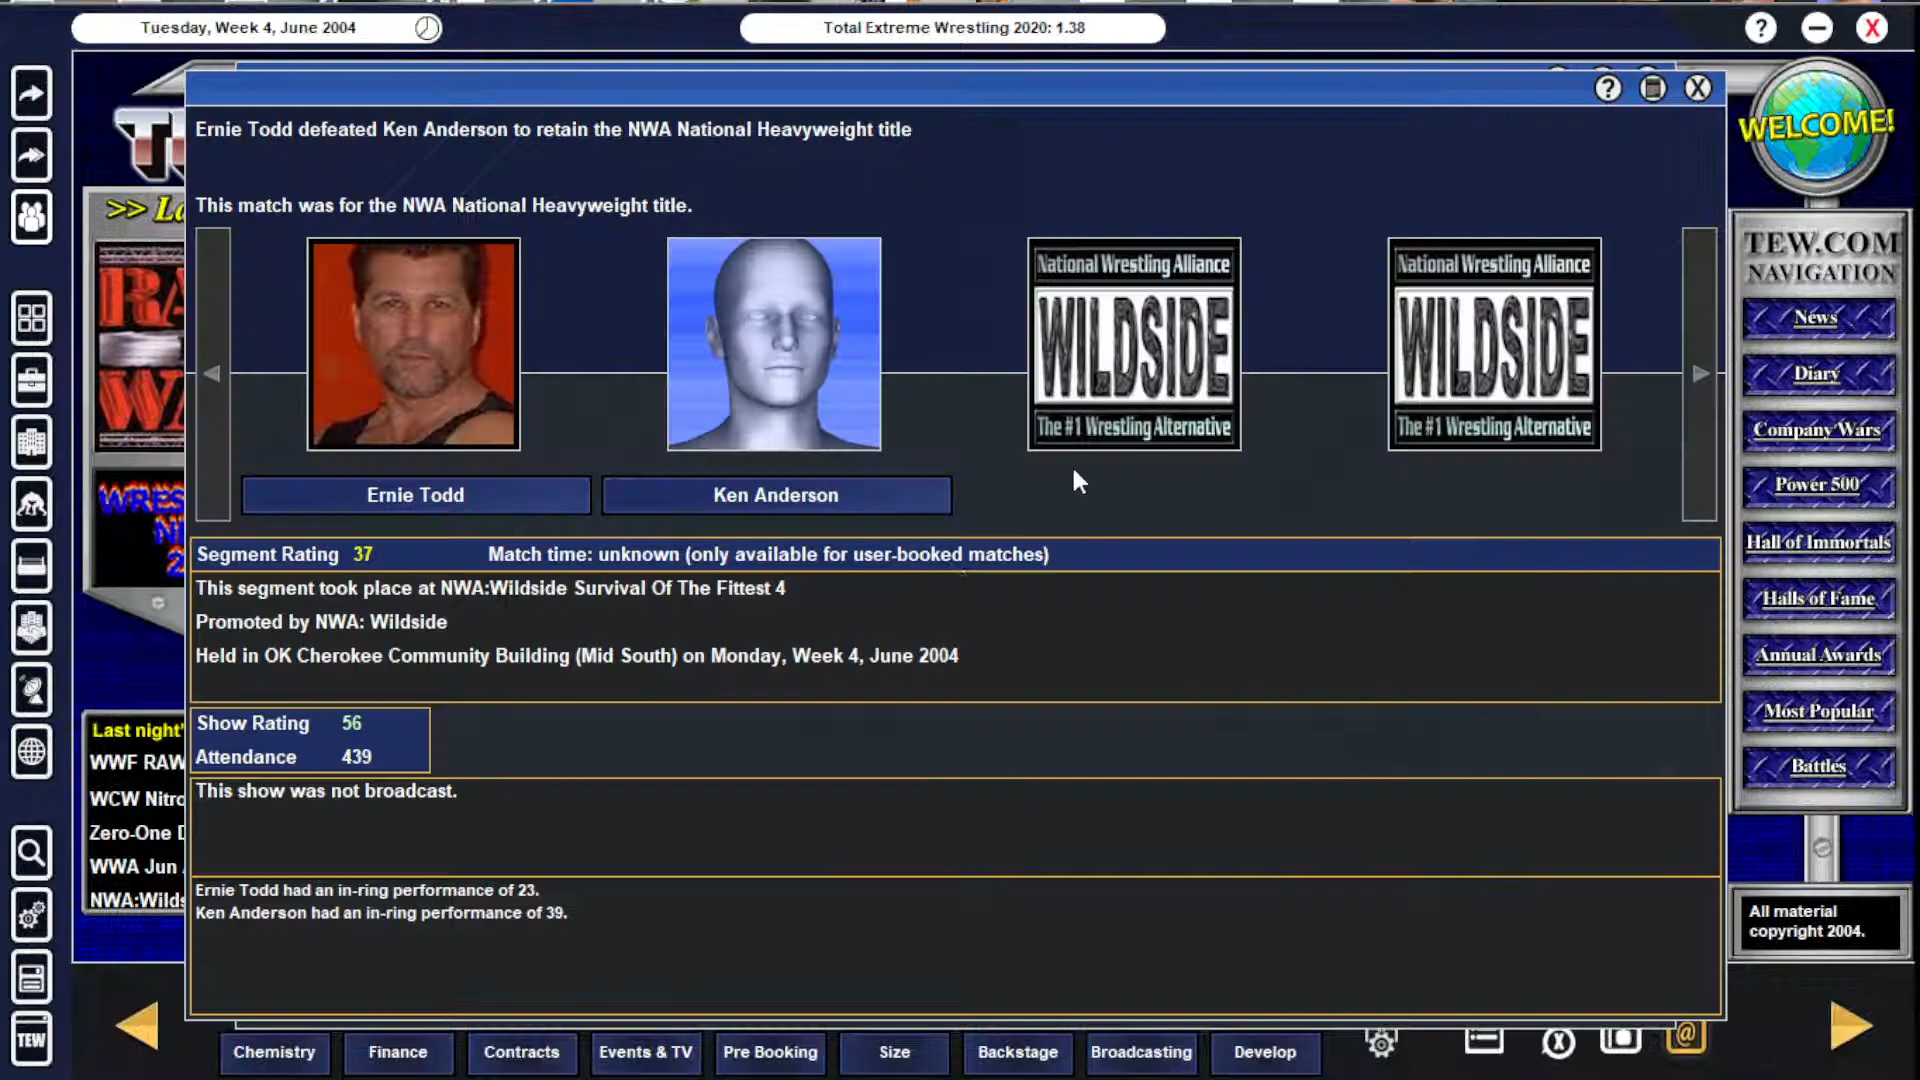 Tuesday, Week 4, June 2004
Total Extreme Wrestling 2020: 1.38
Ernie Todd defeated Ken Anderson to retain the NWA National Heavyweight title
This match was for the NWA National Heavyweight title.
National Wrestling Alliance
WILDSIDE
The #1 Wrestling Alternative
National Wrestling Alliance
WILDSIDE
The #1 Wrestling Alternative
Ernie Todd
Ken Anderson
Segment Rating 37
Match time: unknown (only available for user-booked matches)
This segment took place at NWA:Wildside Survival Of The Fittest 4
Promoted by NWA: Wildside
Held in OK Cherokee Community Building (Mid South) on Monday, Week 4, June 2004
Show Rating 56
Attendance 439
This show was not broadcast.
Ernie Todd had an in-ring performance of 23.
Ken Anderson had an in-ring performance of 39.
>> La
RA
WA
WRES
N
2
Last night'
WWF RAW
WCW Nitro
Zero-One D
WWA Jun
NWA:Wilds
WELCOME!
TEW.COM
NAVIGATION
News
Diary
Company Wars
Power 500
Hall of Immortals
Halls of Fame
Annual Awards
Most Popular
Battles
All material
copyright 2004.
TEW
Chemistry
Finance
Contracts
Events & TV
Pre Booking
Size
Backstage
Broadcasting
Develop